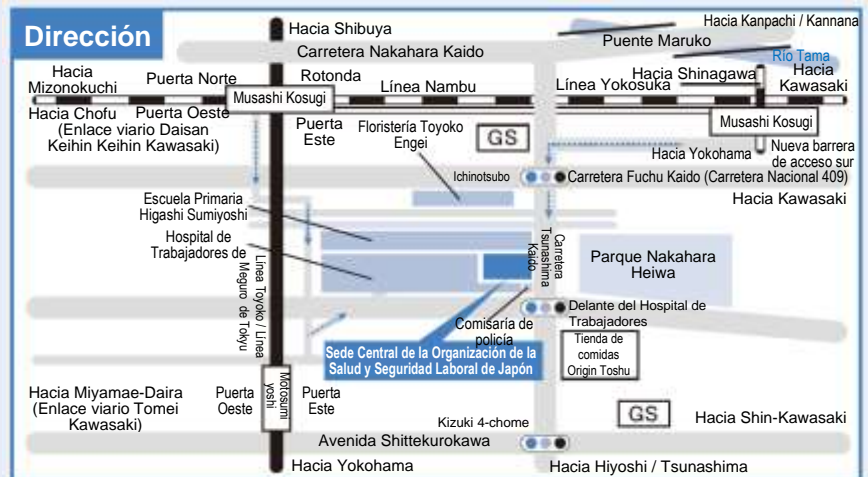 Dirección
Hacia Shibuya
Carretera Nakahara Kaido
Hacia Kanpachi / Kannana
Puente Maruko
Río Tama
Hacia
Mizonokuchi
Puerta Norte
Rotonda
Línea Nambu
Línea Yokosuka
Hacia Shinagawa
Hacia
Kawasaki
Musashi Kosugi
Musashi Kosugi
Hacia Chofu
Puerta Oeste
(Enlace viario Daisan
Keihin Keihin Kawasaki)
Puerta
Este
Floristería Toyoko
Engei
GS
Hacia Yokohama
Nueva barrera
de acceso sur
Ichinotsubo
Carretera Fuchu Kaido (Carretera Nacional 409)
Hacia Kawasaki
Escuela Primaria
Higashi Sumiyoshi
Hospital de
Trabajadores de
Línea Toyoko / Línea
Meguro de Tokyu
Carretera
Tsunashima
Kaido
Parque Nakahara
Heiwa
Comisaría de
policía
Delante del Hospital de
Trabajadores
Sede Central de la Organización de la
Salud y Seguridad Laboral de Japón
Tienda de
comidas
Origin Toshu
Hacia Miyamae-Daira
(Enlace viario Tomei
Kawasaki)
Puerta
Oeste
Motosumi
yoshi
Puerta
Este
Kizuki 4-chome
GS
Hacia Shin-Kawasaki
Avenida Shittekurokawa
Hacia Yokohama
Hacia Hiyoshi / Tsunashima